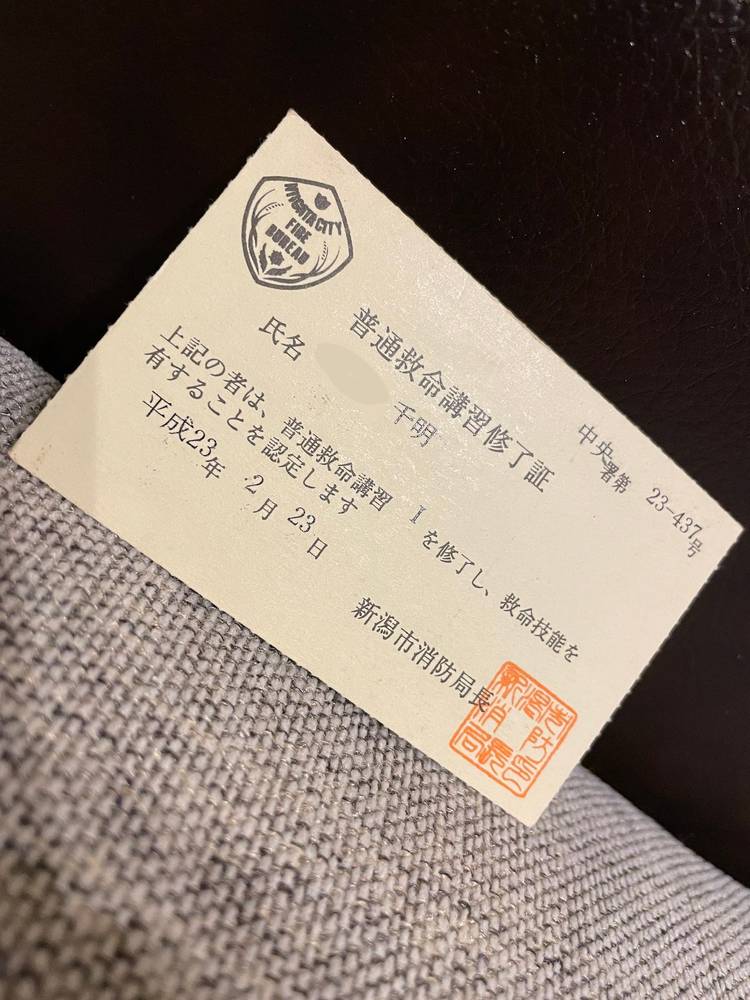 NIIGATA CITY
FIRE
BUREAU
中央署第 23-437号
普通救命講習修了証
氏名 千明
上記の者は、普通救命講習 I を修了し、救命技能を
有することを認定します
平成23年 2月 23日
新潟市消防局長